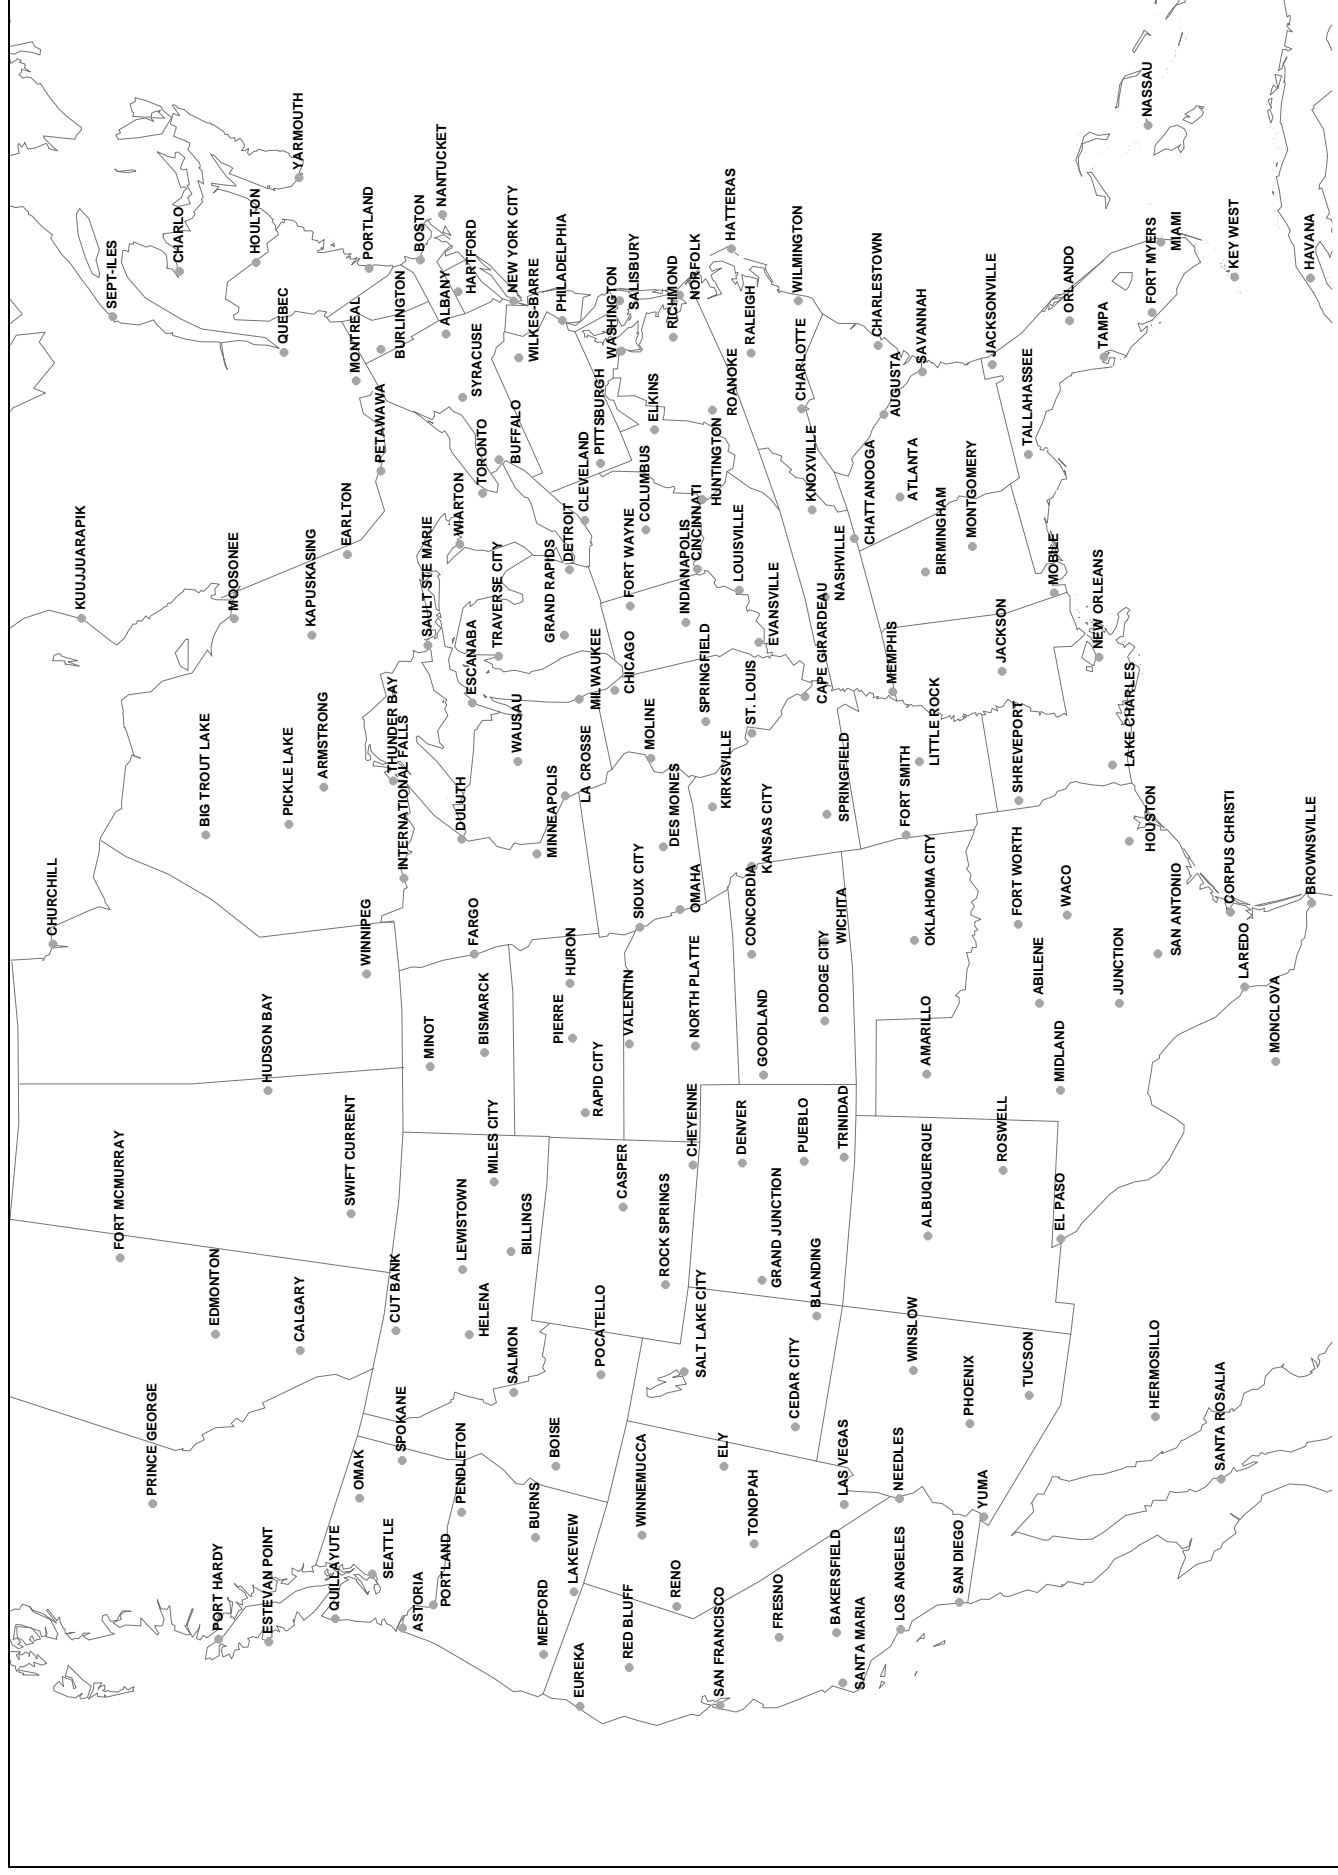 CHURCHILL
KUUJJUARAPIK
SEPT-ILES
FORT MCMURRAY
PRINCE GEORGE
CHARLO
BIG TROUT LAKE
MOOSONEE
EDMONTON
PORT HARDY
HOULTON
HUDSON BAY
ESTEVAN POINT
QUEBEC
PICKLE LAKE
YARMOUTH
CALGARY
KAPUSKASING
ARMSTRONG
QUILLAYUTE
EARLTON
SWIFT CURRENT
MONTREAL
OMAK
WINNIPEG
PORTLAND
SEATTLE
PETAWAWA
BURLINGTON
THUNDER BAY
CUT BANK
SPOKANE
INTERNATIONAL FALLS
ASTORIA
BOSTON
SAULT STE MARIE
MINOT
PORTLAND
NANTUCKET
ALBANY
WIARTON
DULUTH
LEWISTOWN
PENDLETON
HARTFORD
SYRACUSE
ESCANABA
FARGO
HELENA
TORONTO
BISMARCK
MILES CITY
TRAVERSE CITY
BUFFALO
NEW YORK CITY
WAUSAU
BILLINGS
SALMON
WILKES-BARRE
MINNEAPOLIS
BURNS
MEDFORD
BOISE
PHILADELPHIA
GRAND RAPIDS
DETROIT
PIERRE
HURON
LAKEVIEW
EUREKA
CLEVELAND
LA CROSSE
MILWAUKEE
RAPID CITY
POCATELLO
PITTSBURGH
WASHINGTON
SALISBURY
CHICAGO
FORT WAYNE
VALENTIN
CASPER
RED BLUFF
WINNEMUCCA
COLUMBUS
ELKINS
SIOUX CITY
MOLINE
RICHMOND
DES MOINES
ROCK SPRINGS
RENO
INDIANAPOLIS
NORFOLK
OMAHA
NORTH PLATTE
CHEYENNE
SALT LAKE CITY
CINCINNATI
SPRINGFIELD
HUNTINGTON
KIRKSVILLE
SAN FRANCISCO
ELY
ROANOKE
HATTERAS
LOUISVILLE
DENVER
RALEIGH
ST. LOUIS
CONCORDIA
TONOPAH
KANSAS CITY
EVANSVILLE
GOODLAND
GRAND JUNCTION
FRESNO
CEDAR CITY
WILMINGTON
CHARLOTTE
PUEBLO
KNOXVILLE
CAPE GIRARDEAU
BLANDING
DODGE CITY
NASHVILLE
SPRINGFIELD
WICHITA
BAKERSFIELD
TRINIDAD
LAS VEGAS
SANTA MARIA
CHATTANOOGA
CHARLESTOWN
AUGUSTA
MEMPHIS
FORT SMITH
NEEDLES
LOS ANGELES
ATLANTA
SAVANNAH
LITTLE ROCK
OKLAHOMA CITY
AMARILLO
ALBUQUERQUE
WINSLOW
BIRMINGHAM
SAN DIEGO
PHOENIX
MONTGOMERY
YUMA
JACKSONVILLE
JACKSON
ROSWELL
SHREVEPORT
FORT WORTH
TALLAHASSEE
TUCSON
ABILENE
MOBILE
EL PASO
MIDLAND
WACO
ORLANDO
NEW ORLEANS
TAMPA
JUNCTION
LAKE CHARLES
HOUSTON
NASSAU
FORT MYERS
HERMOSILLO
MIAMI
SAN ANTONIO
SANTA ROSALIA
CORPUS CHRISTI
KEY WEST
LAREDO
MONCLOVA
HAVANA
BROWNSVILLE